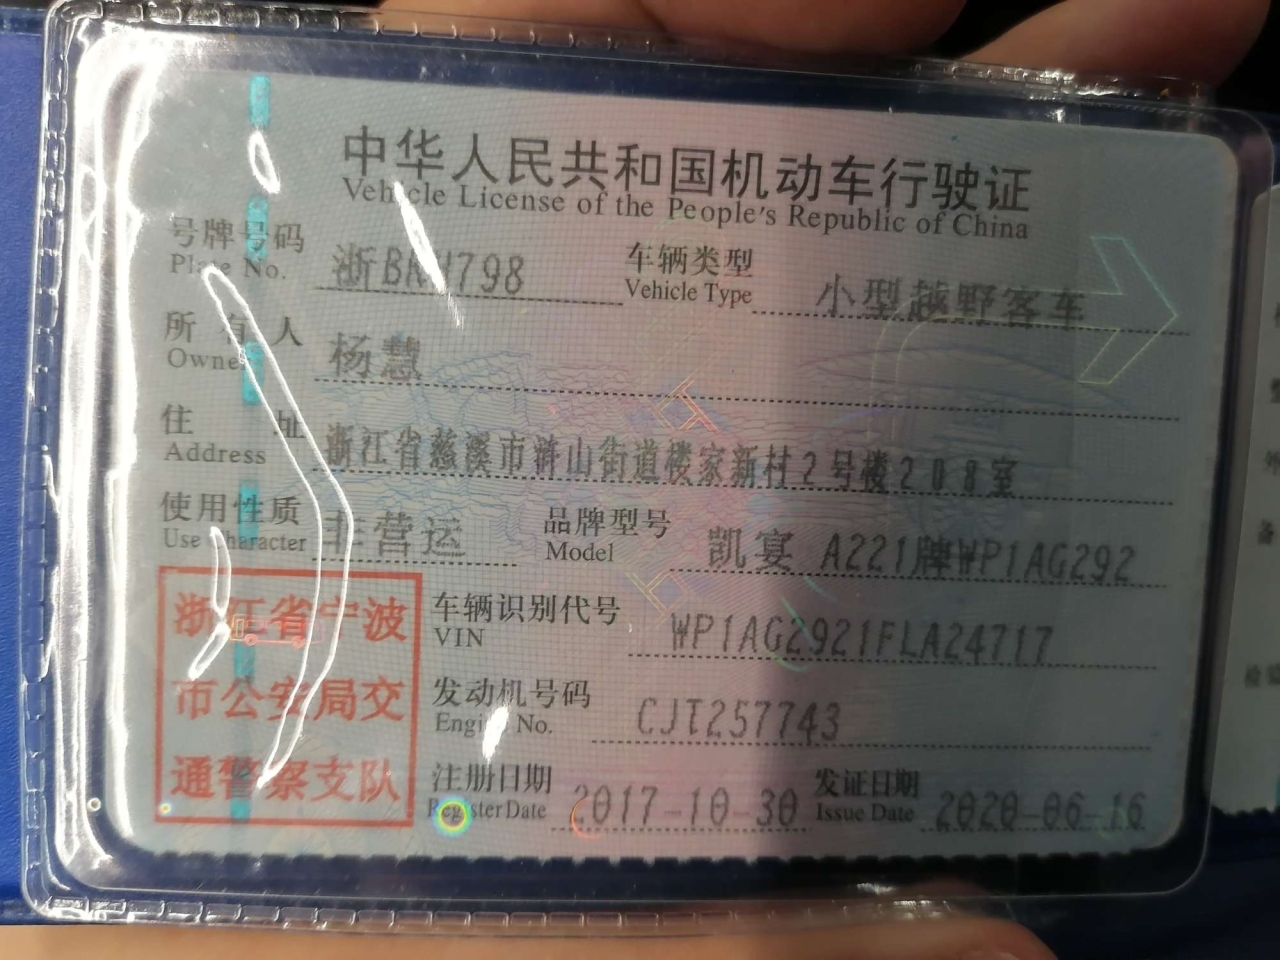 中华人民共和国机动车行驶证
Vehicle License of the People's Republic of China
号牌号码 车辆类型 小型越野客车
Plate No. Vehicle Type
所有人 杨慧
Owner
住址 浙江省慈溪市浒山街道楼家新村2号楼208室
Address
使用性质 非营运 品牌型号 凯宴 A221牌WP1AG292
Use Character Model
车辆识别代号 WP1AG2921FLA24717
VIN
发动机号码 CJT257743
Engine No.
注册日期 2017-10-30 发证日期 2020-06-16
Register Date Issue Date
浙江省宁波
市公安局交
通警察支队